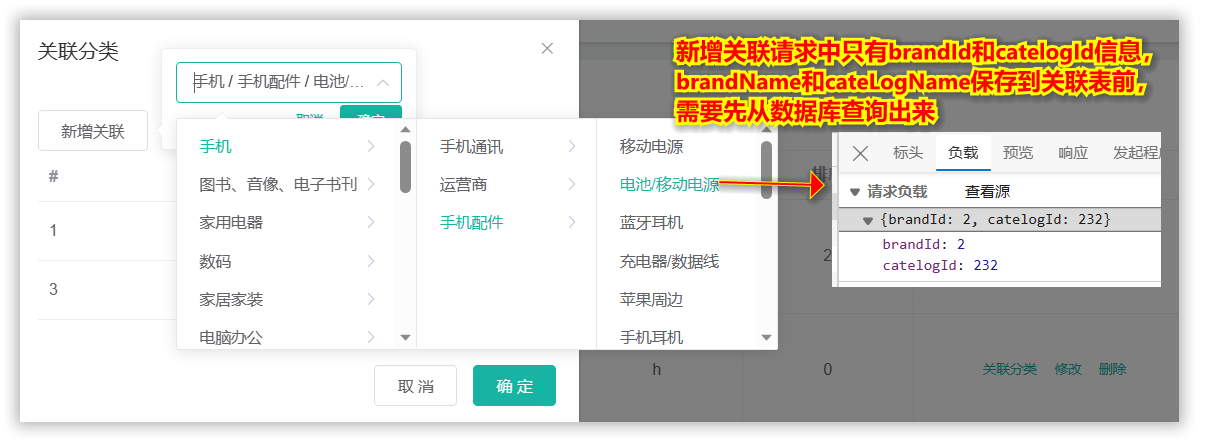 关联分类
手机 / 手机配件 / 电池/...
新增关联
#
1
3
手机
图书、音像、电子书刊
家用电器
数码
家居家装
电脑办公
手机通讯
运营商
手机配件
移动电源
电池/移动电源
蓝牙耳机
充电器/数据线
苹果周边
手机耳机
取 消
确 定
新增关联请求中只有brandId和catelogId信息，
brandName和cateLogName保存到关联表前，
需要先从数据库查询出来
标头 负载 预览 响应
请求负载 查看源
{brandId: 2, catelogId: 232}
brandId: 2
catelogId: 232
2
h 0 关联分类 修改 删除